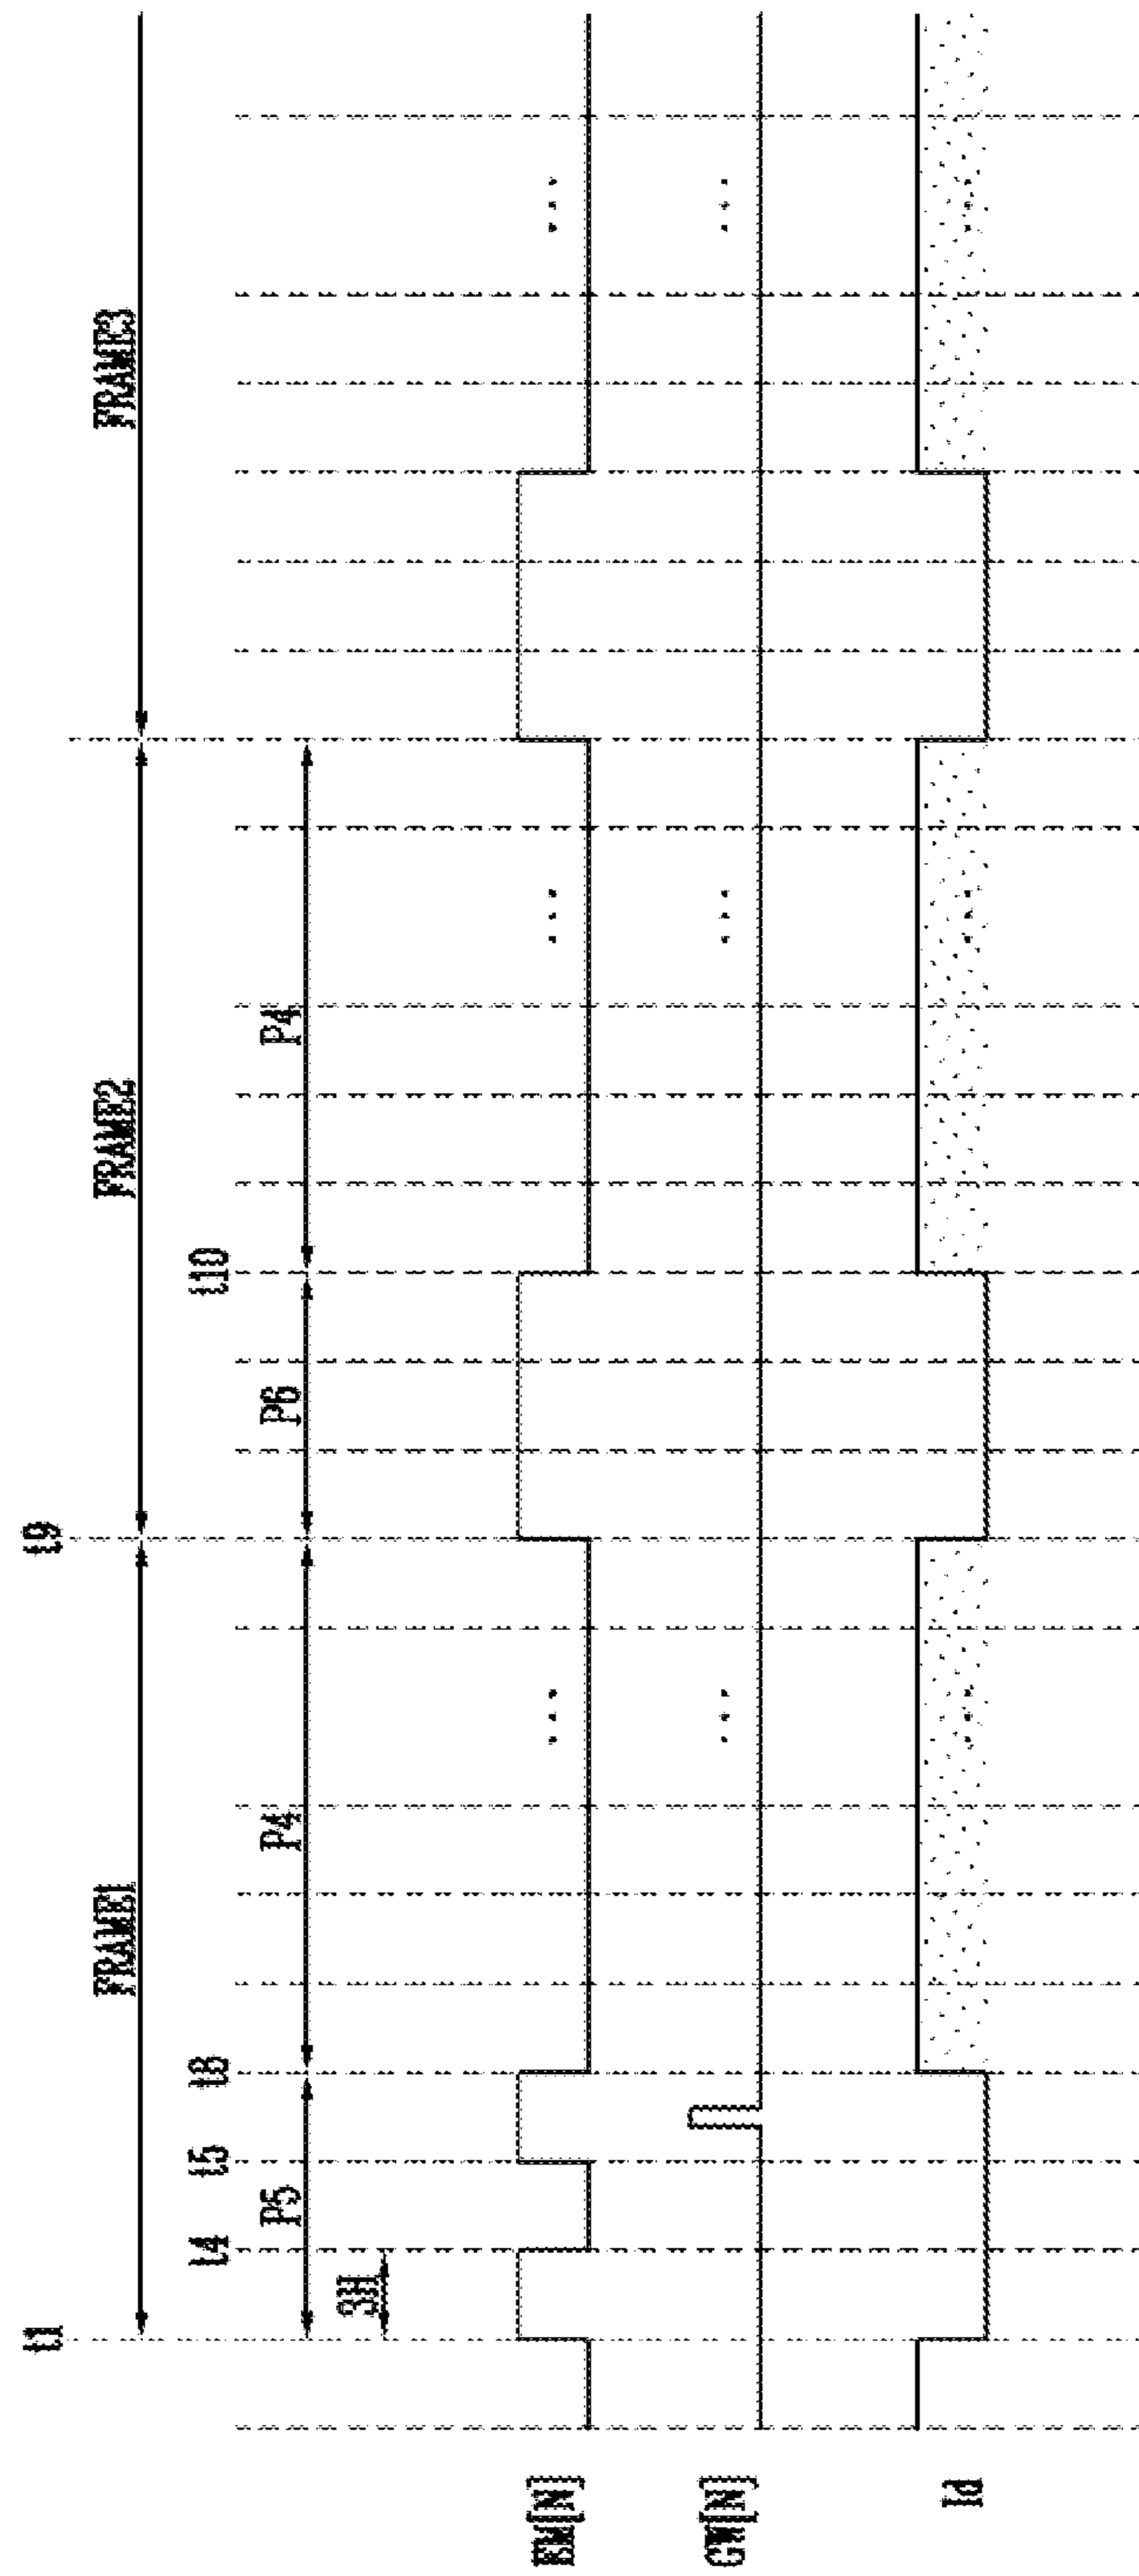 t1 t9
FRAME1 FRAME2 FRAME3
t4 t5 t8 t10
P5 P4 P6 P4
3H
EM[N] ...
GW[N] ...
Id ...